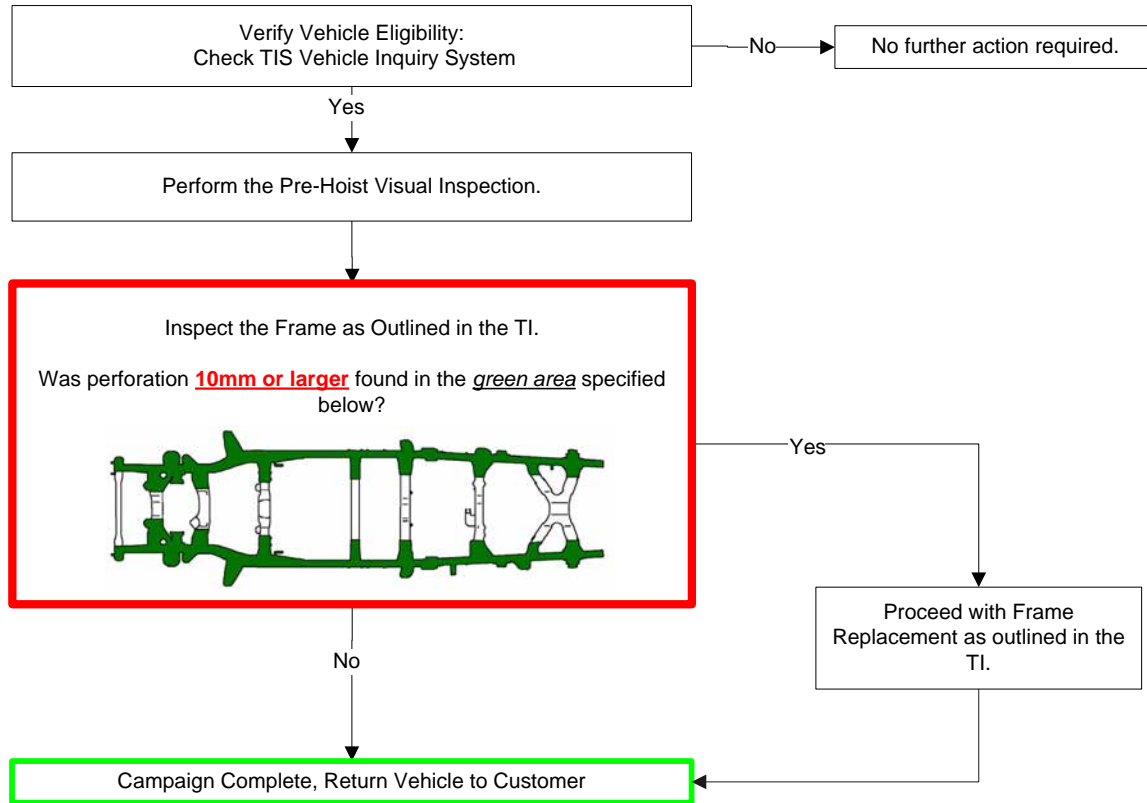 Verify Vehicle Eligibility:
Check TIS Vehicle Inquiry System
No
No further action required.
Yes
Perform the Pre-Hoist Visual Inspection.
Inspect the Frame as Outlined in the TI.
Was perforation 10mm or larger found in the green area specified
below?
Yes
Proceed with Frame
Replacement as outlined in the
TI.
No
Campaign Complete, Return Vehicle to Customer